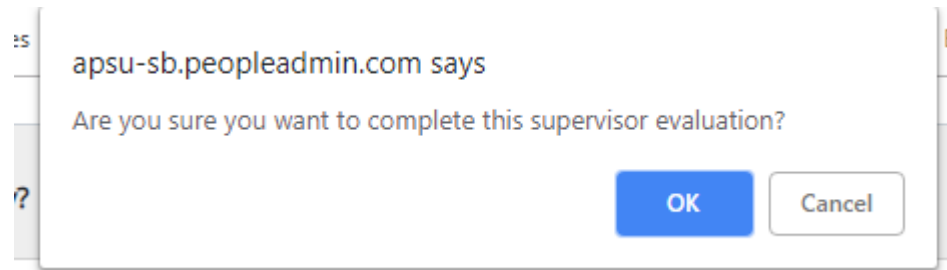 apsu-sb.peopleadmin.com says
Are you sure you want to complete this supervisor evaluation?
OK Cancel